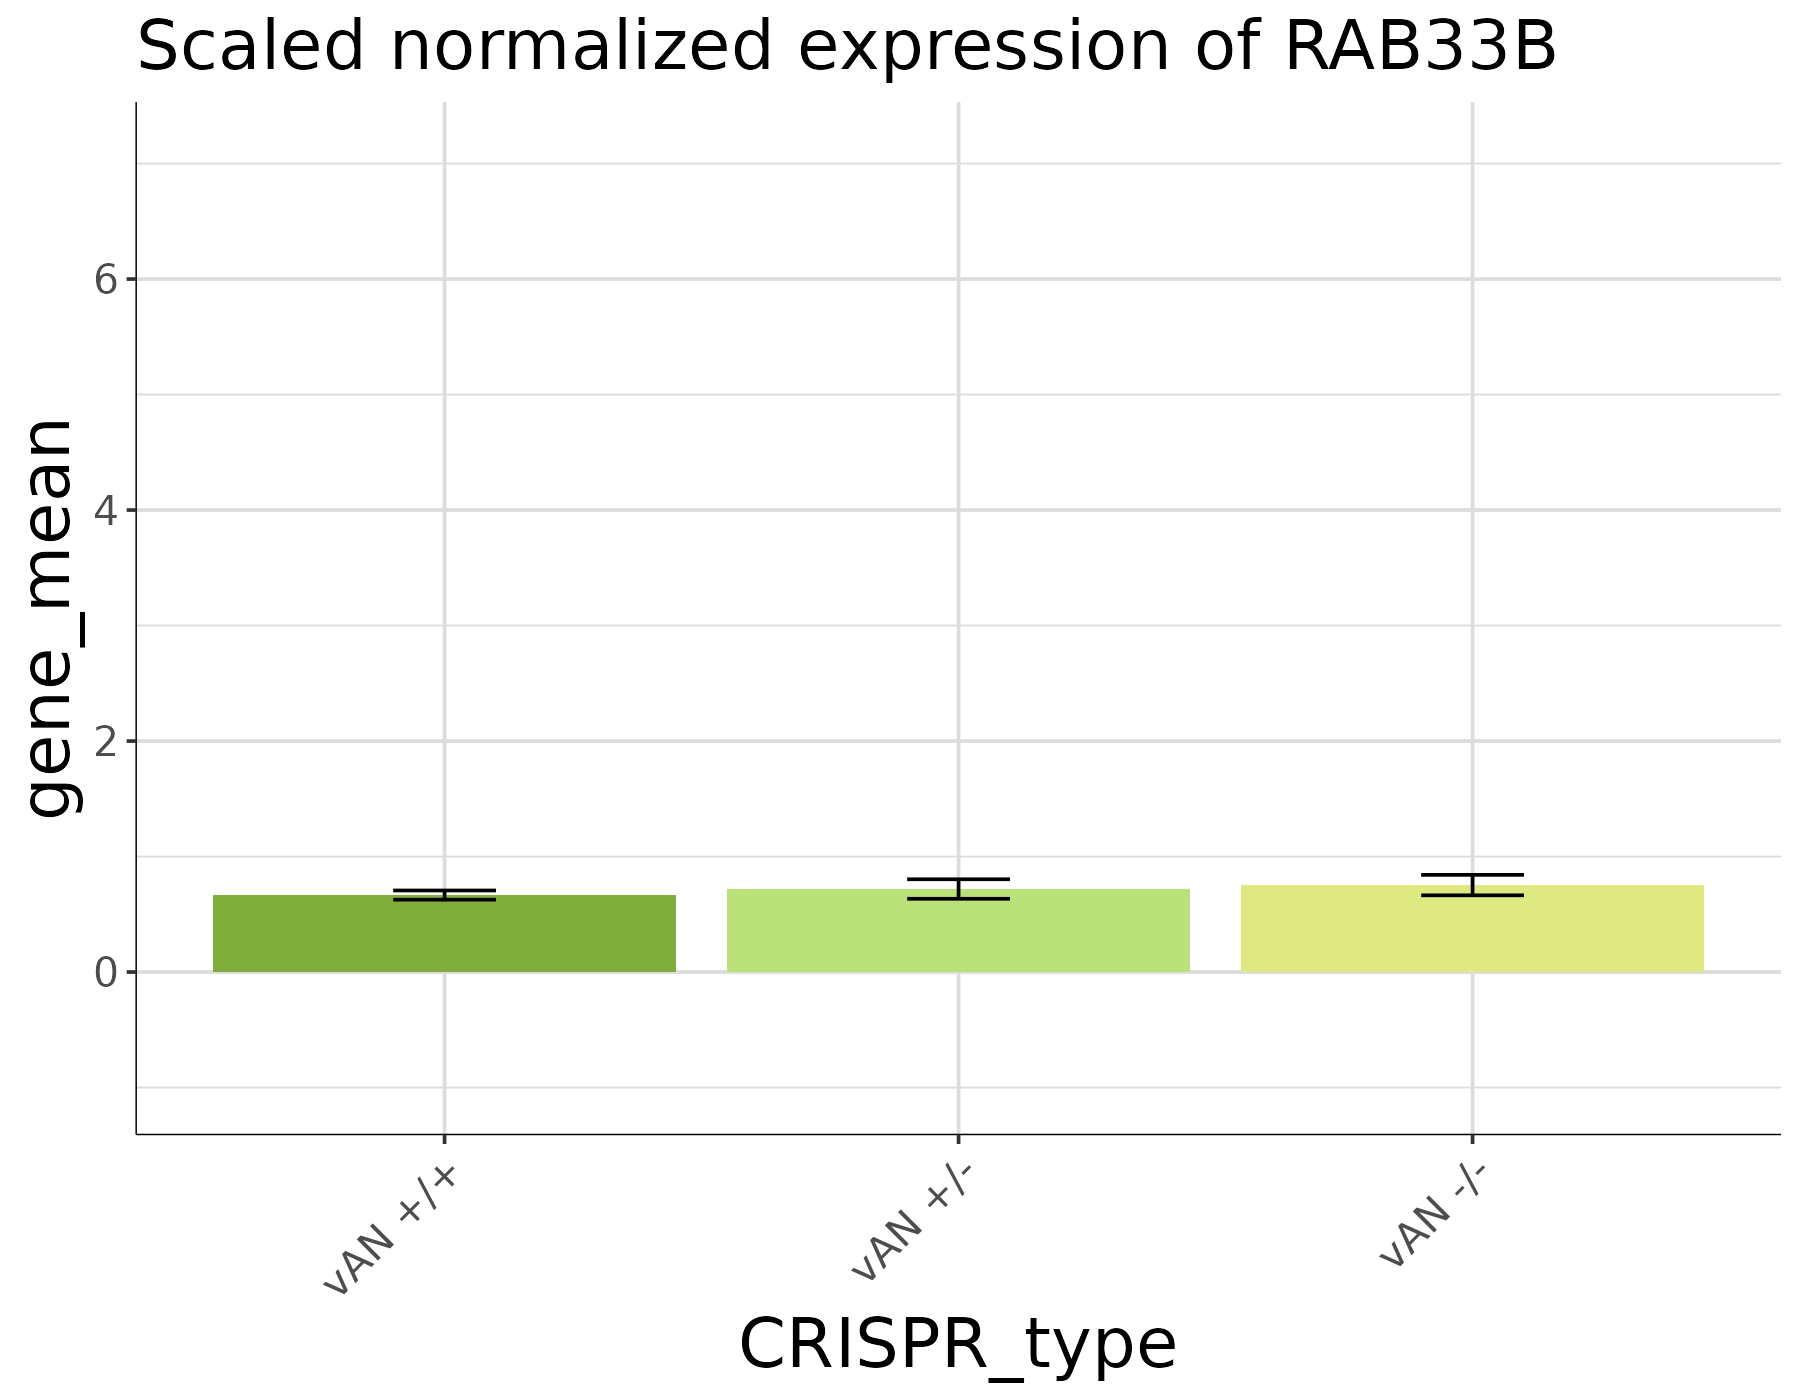 Scaled normalized expression of RAB33B
gene_mean
6
4
2
0
vAN +/+
vAN +/-
vAN -/-
CRISPR_type